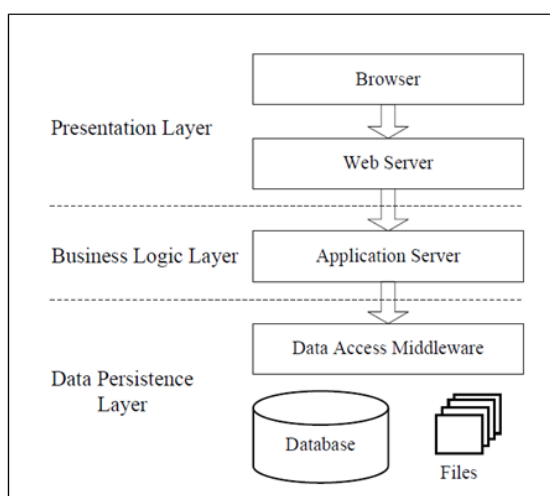 Browser
Presentation Layer
Web Server
Business Logic Layer
Application Server
Data Access Middleware
Data Persistence
Layer
Database
Files